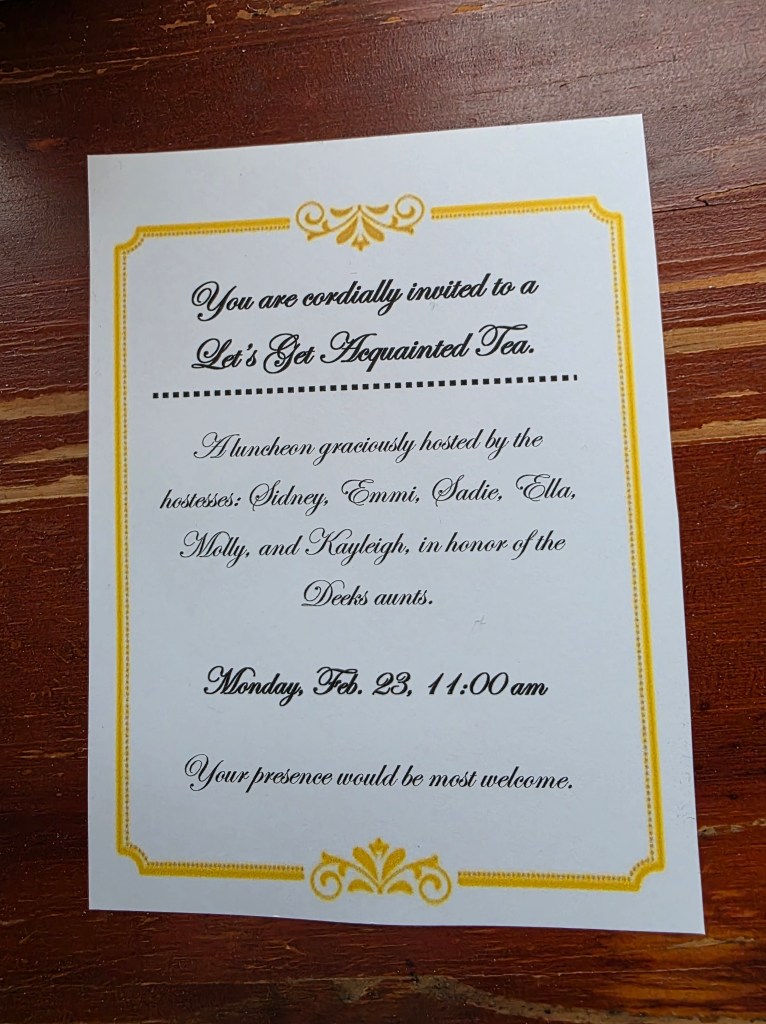 You are cordially invited to a
Let's Get Acquainted Tea.
A luncheon graciously hosted by the
hostesses: Sidney, Emmi, Sadie, Ella,
Molly, and Kayleigh, in honor of the
Deeks aunts.
Monday, Feb. 23, 11:00 am
Your presence would be most welcome.